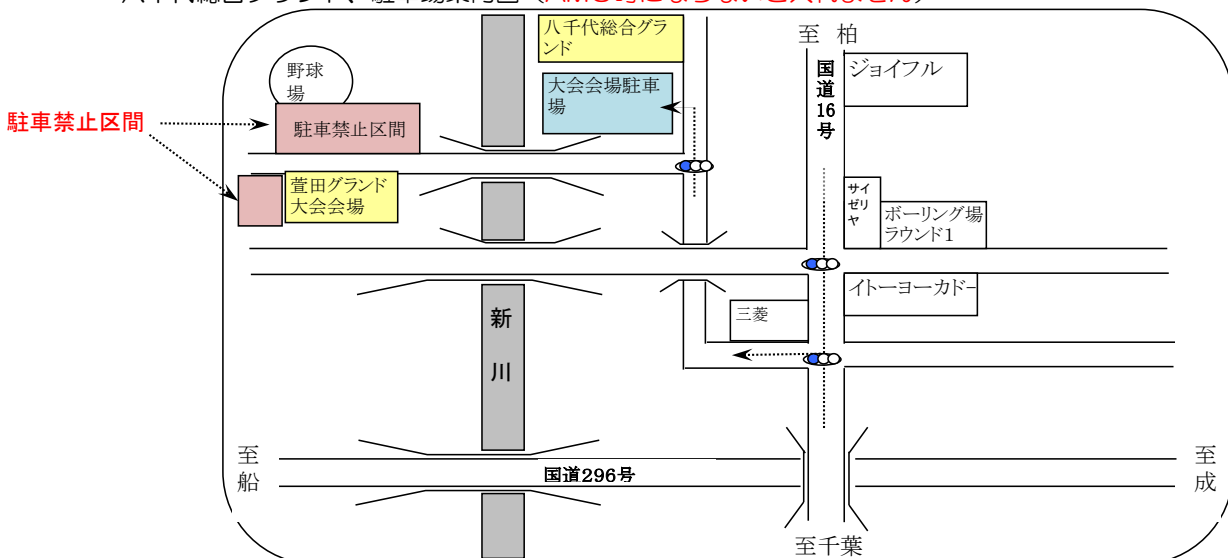 八千代総合グランド
至 柏
国道16号
ジョイフル
野球場
大会会場駐車場
駐車禁止区間
駐車禁止区間
萱田グランド
大会会場
サイゼリヤ
ボーリング場
ラウンド1
イトーヨーカドー
三菱
新川
至船
国道296号
至成
至千葉